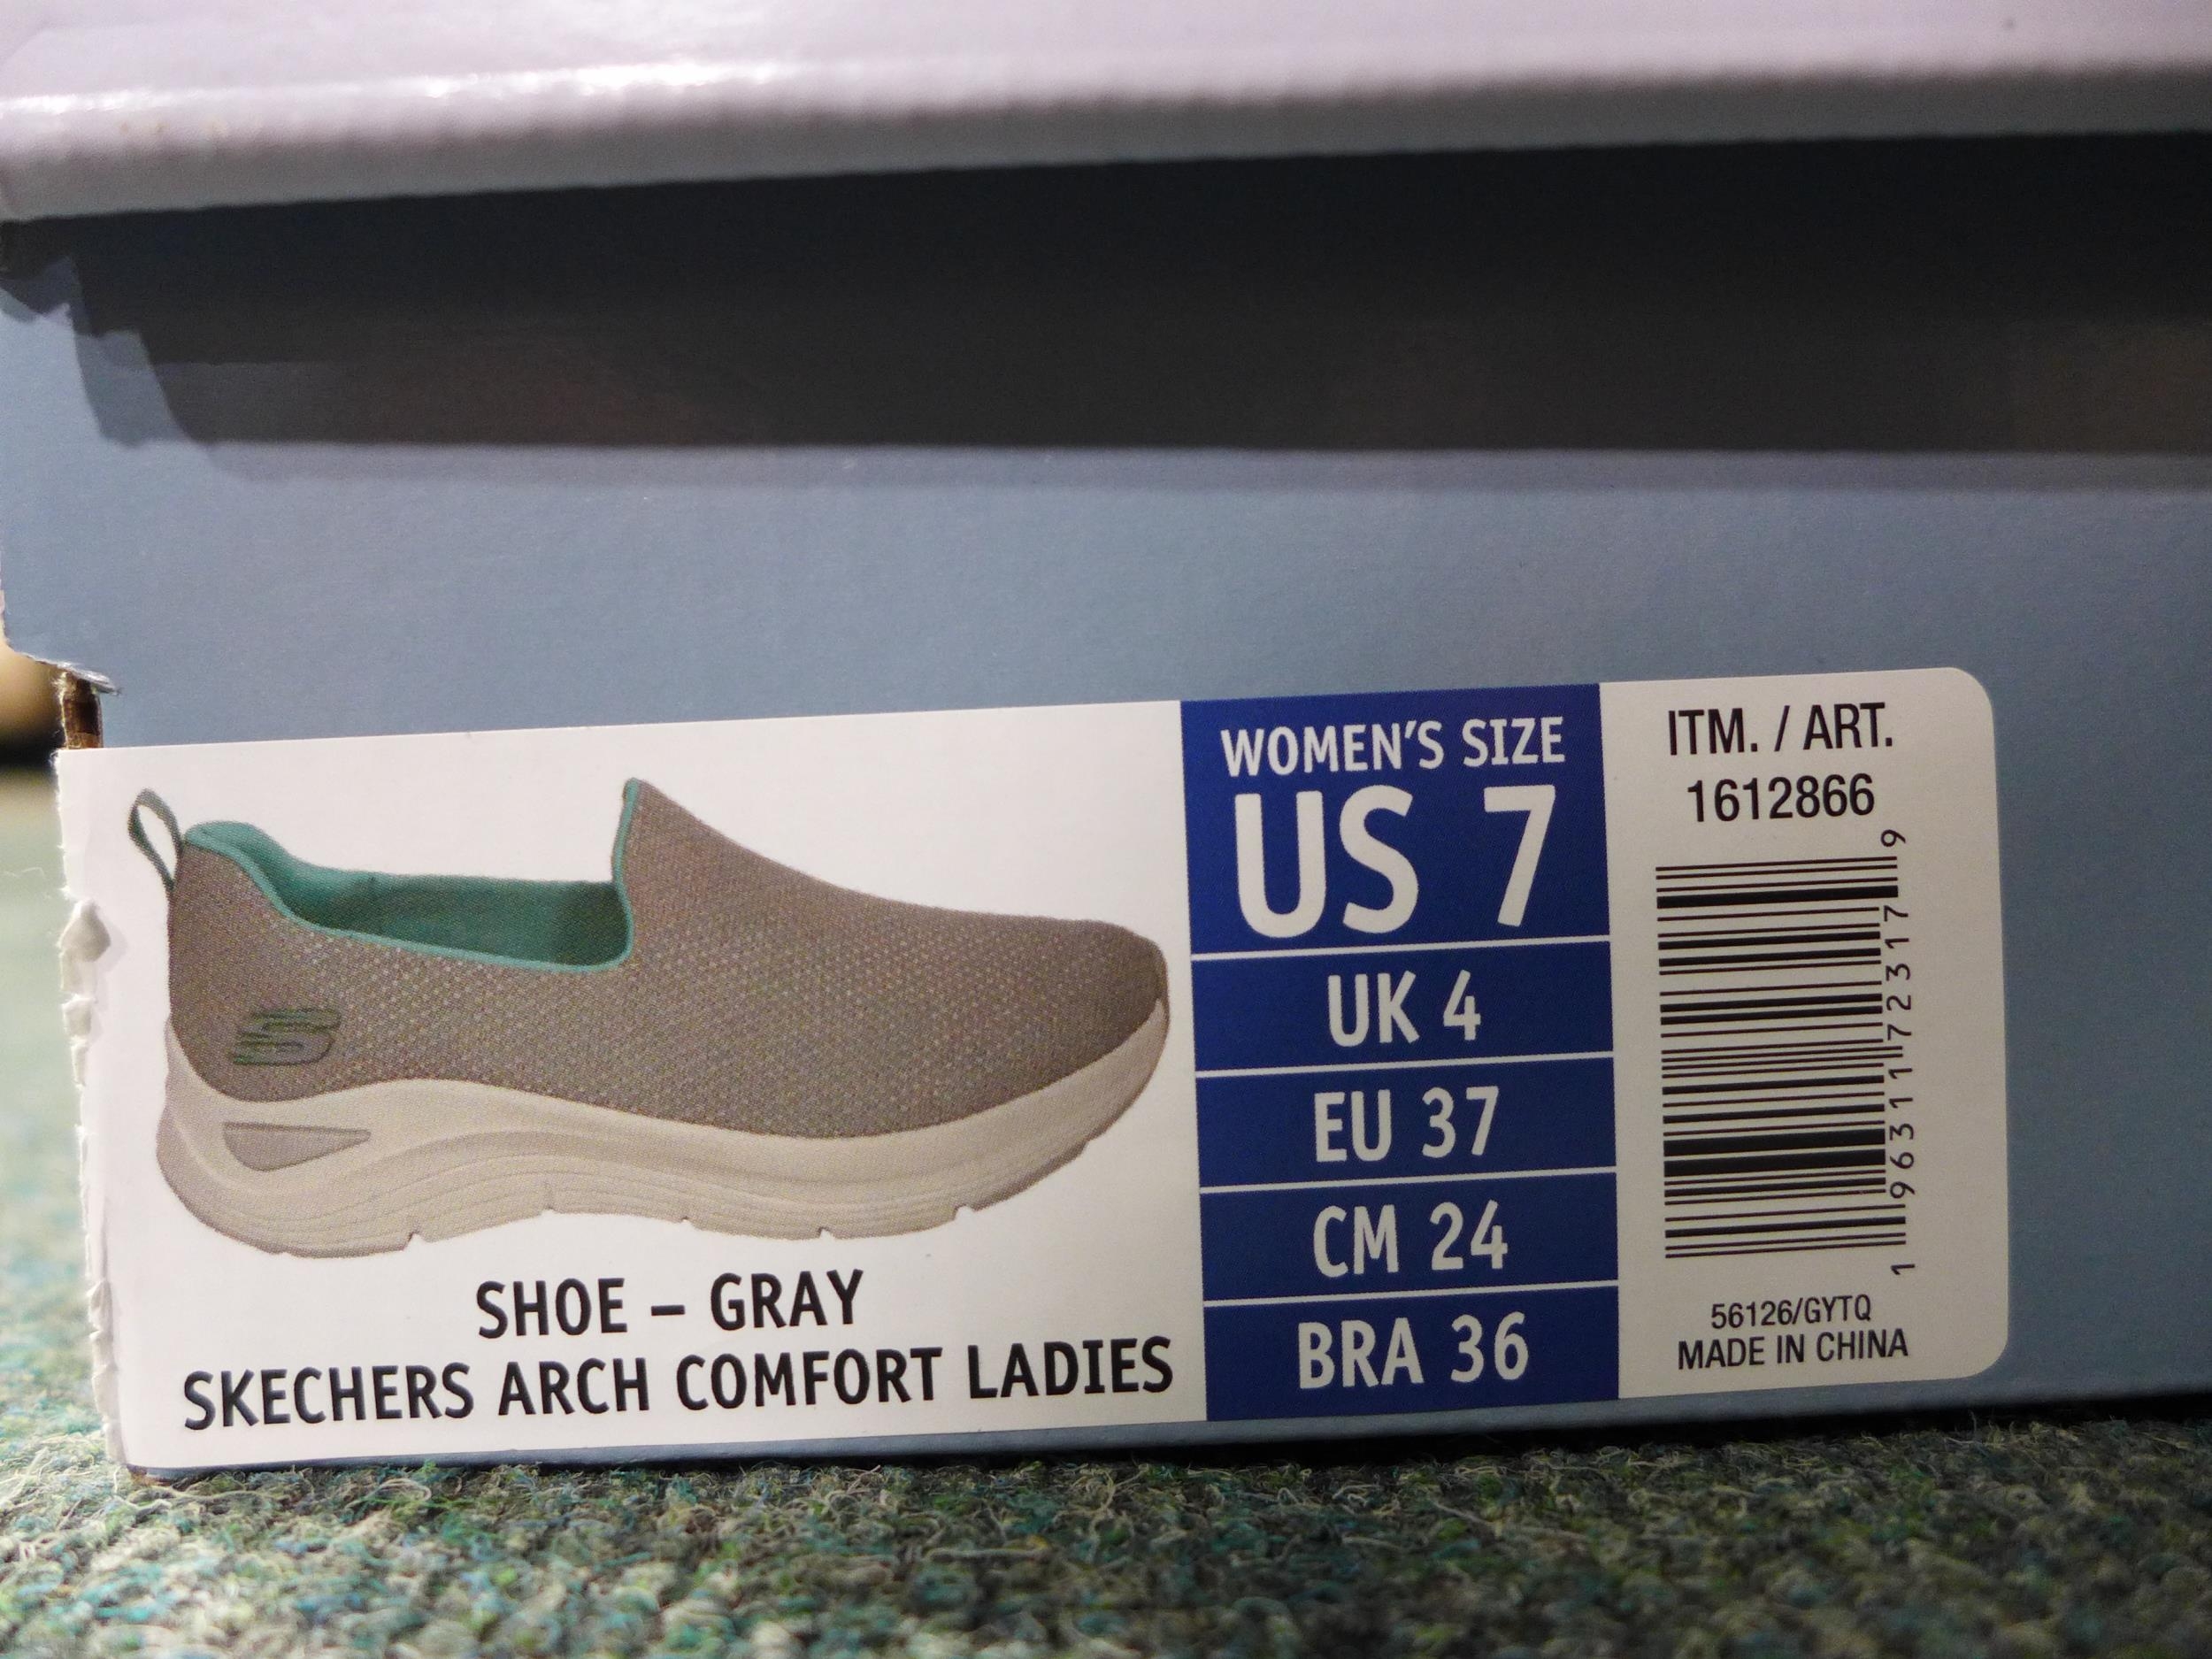 SHOE – GRAY
SKECHERS ARCH COMFORT LADIES
WOMEN'S SIZE
US 7
UK 4
EU 37
CM 24
BRA 36
ITM. / ART.
1612866
1 96311 72317 9
56126/GYTQ
MADE IN CHINA